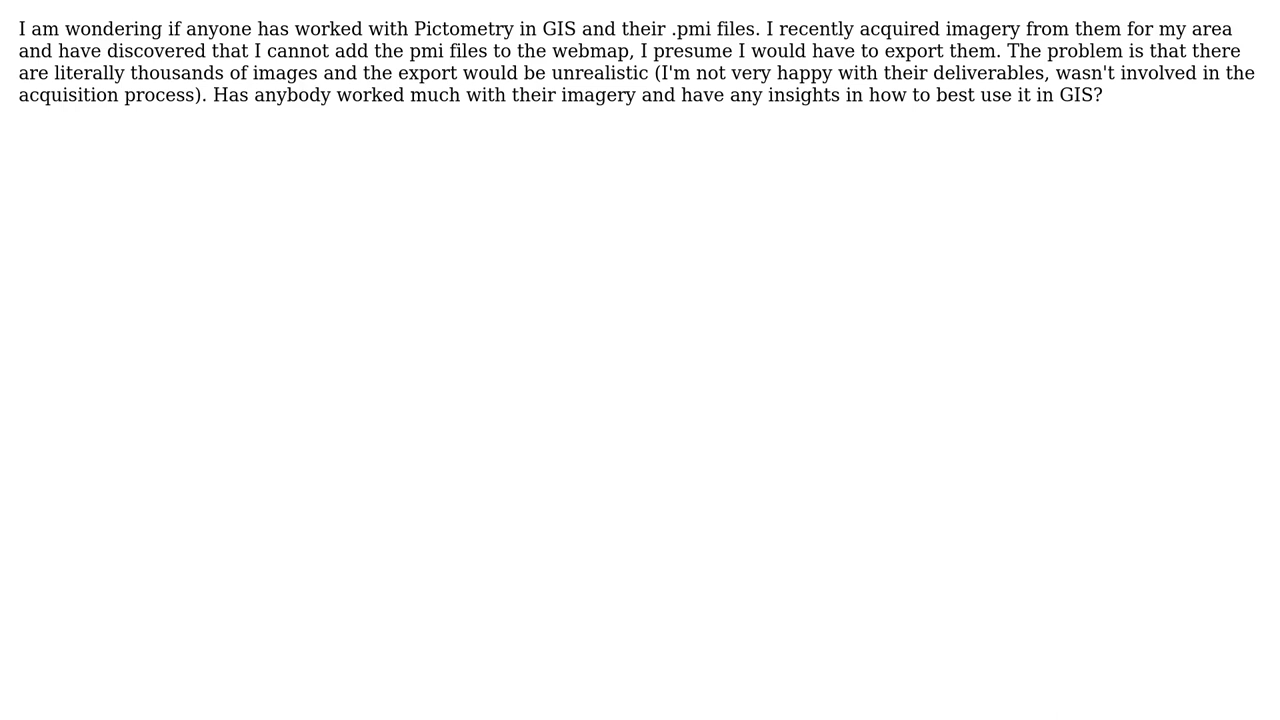 I am wondering if anyone has worked with Pictometry in GIS and their .pmi files. I recently acquired imagery from them for my area
and have discovered that I cannot add the pmi files to the webmap, I presume I would have to export them. The problem is that there
are literally thousands of images and the export would be unrealistic (I'm not very happy with their deliverables, wasn't involved in the
acquisition process). Has anybody worked much with their imagery and have any insights in how to best use it in GIS?